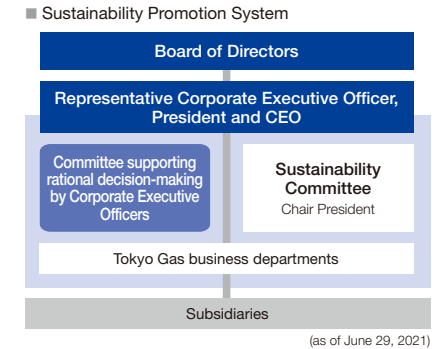 ■ Sustainability Promotion System
Board of Directors
Representative Corporate Executive Officer,
President and CEO
Committee supporting
rational decision-making
by Corporate Executive
Officers
Sustainability
Committee
Chair President
Tokyo Gas business departments
Subsidiaries
(as of June 29, 2021)